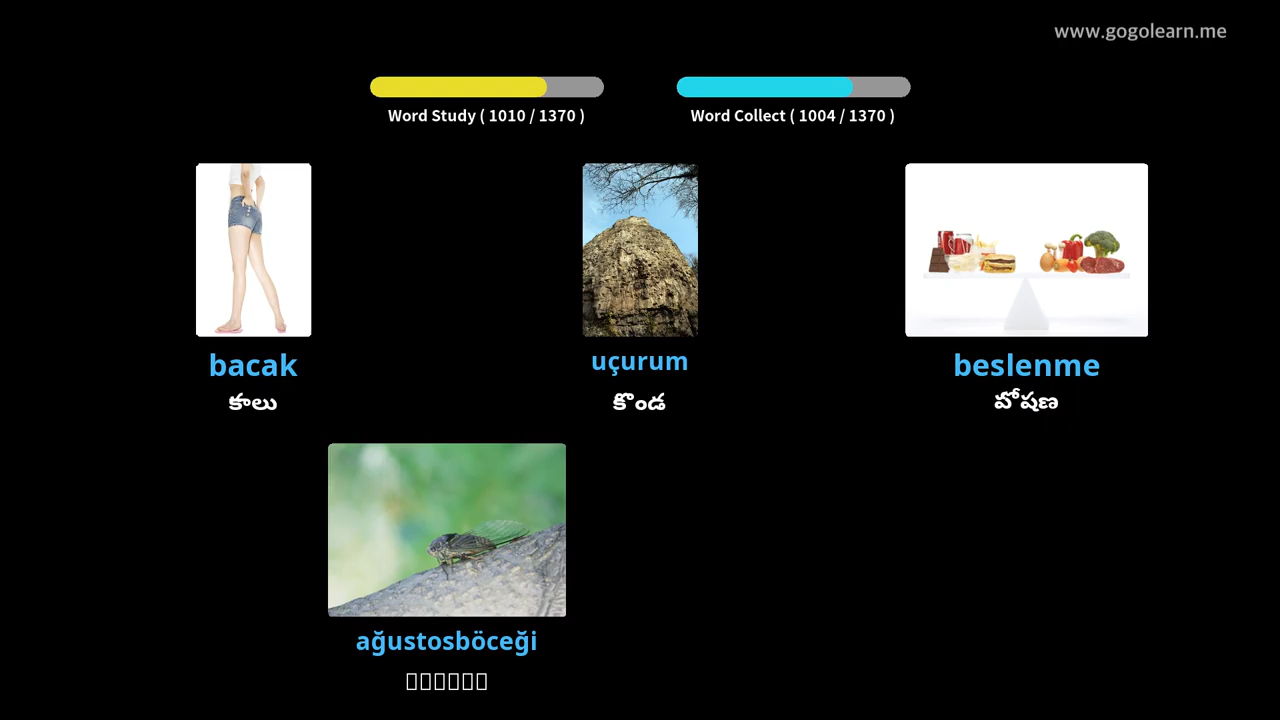 www.gogolearn.me
Word Study ( 1010 / 1370 )
Word Collect ( 1004 / 1370 )
bacak
కాలు
uçurum
కొండ
beslenme
పోషణ
ağustosböceği